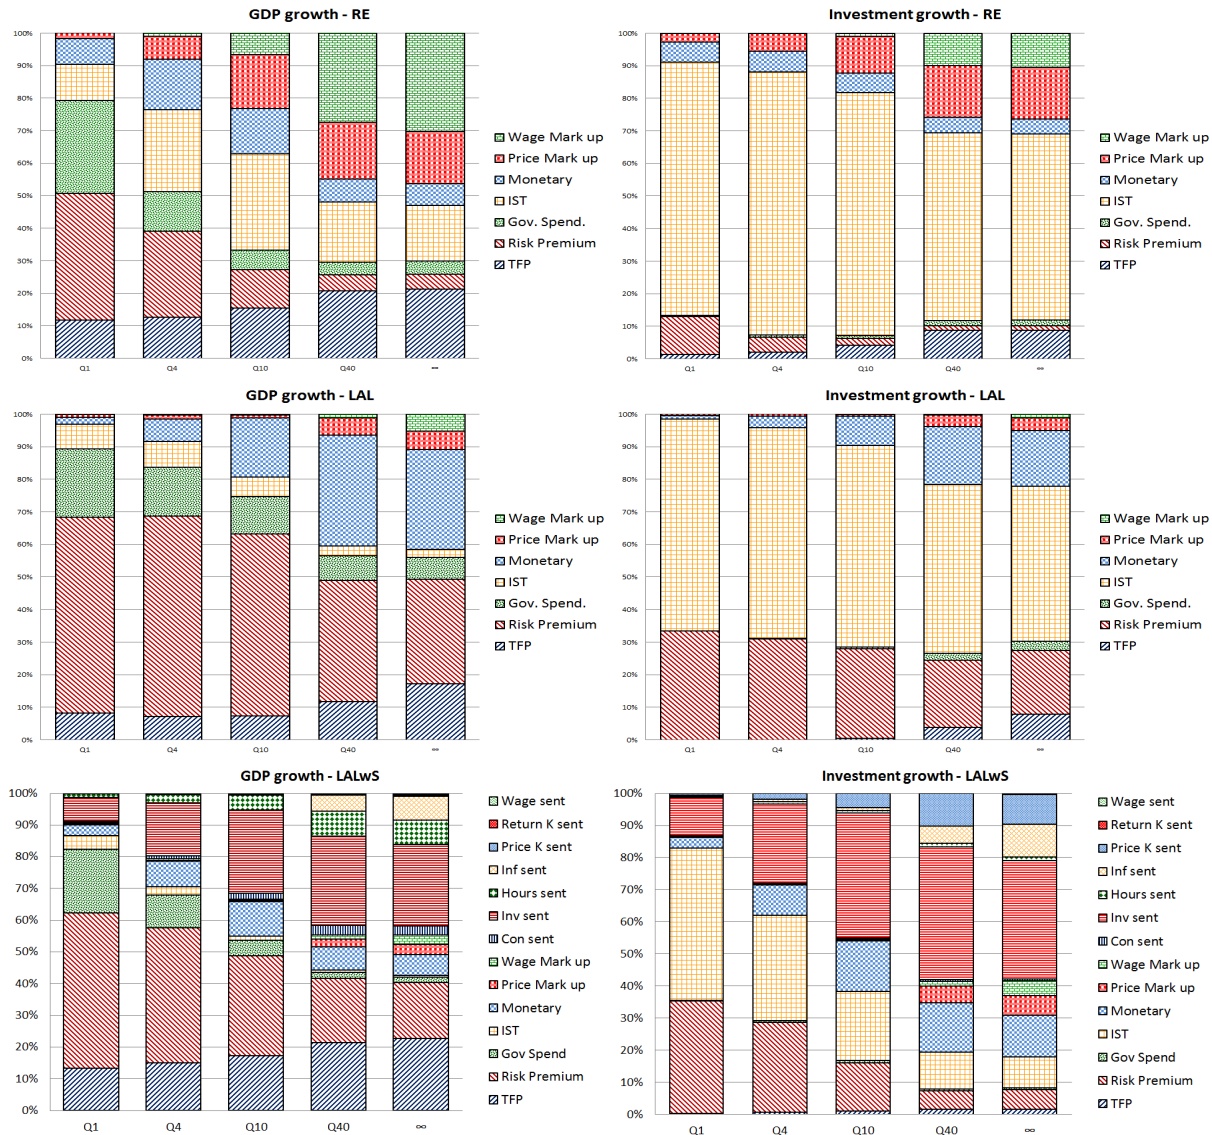 GDP growth - RE
100%
90%
80%
70%
60%
50%
40%
30%
20%
10%
0%
Q1
Q4
Q10
Q40
∞
Wage Mark up
Price Mark up
Monetary
IST
Gov. Spend.
Risk Premium
TFP
Investment growth - RE
100%
90%
80%
70%
60%
50%
40%
30%
20%
10%
0%
Q1
Q4
Q10
Q40
∞
Wage Mark up
Price Mark up
Monetary
IST
Gov. Spend.
Risk Premium
TFP
GDP growth - LAL
100%
90%
80%
70%
60%
50%
40%
30%
20%
10%
0%
Q1
Q4
Q10
Q40
∞
Wage Mark up
Price Mark up
Monetary
IST
Gov. Spend.
Risk Premium
TFP
Investment growth - LAL
100%
90%
80%
70%
60%
50%
40%
30%
20%
10%
0%
Q1
Q4
Q10
Q40
∞
Wage Mark up
Price Mark up
Monetary
IST
Gov. Spend.
Risk Premium
TFP
GDP growth - LALwS
100%
90%
80%
70%
60%
50%
40%
30%
20%
10%
0%
Q1
Q4
Q10
Q40
∞
Wage sent
Return K sent
Price K sent
Inf sent
Hours sent
Inv sent
Con sent
Wage Mark up
Price Mark up
Monetary
IST
Gov Spend
Risk Premium
TFP
Investment growth - LALwS
100%
90%
80%
70%
60%
50%
40%
30%
20%
10%
0%
Q1
Q4
Q10
Q40
∞
Wage sent
Return K sent
Price K sent
Inf sent
Hours sent
Inv sent
Con sent
Wage Mark up
Price Mark up
Monetary
IST
Gov Spend
Risk Premium
TFP